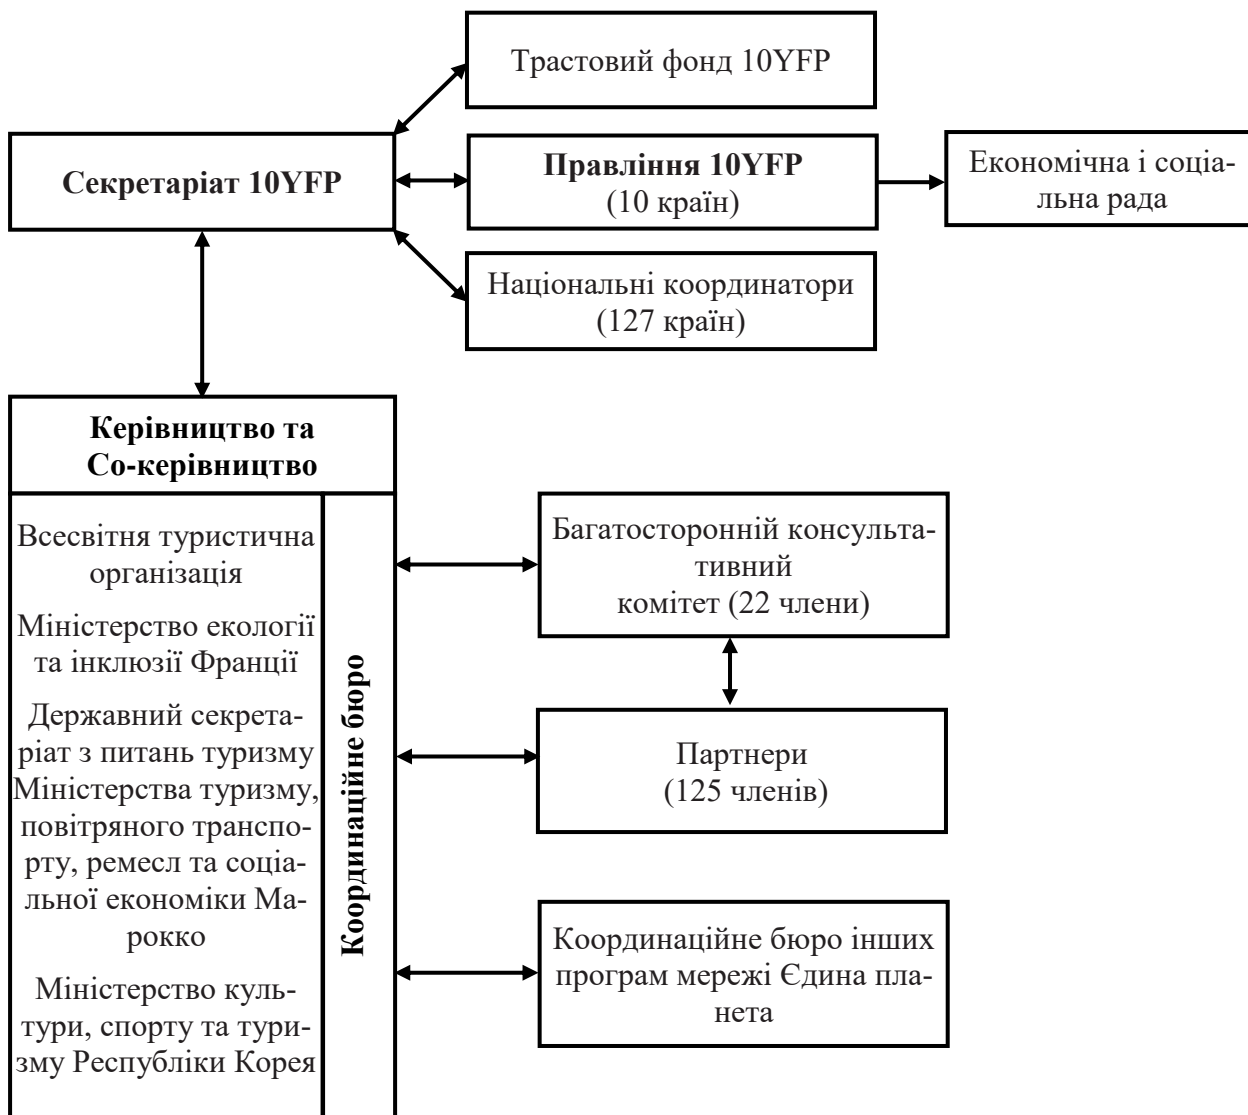 Трастовий фонд 10YFP
Секретаріат 10YFP
Правління 10YFP
(10 країн)
Економічна і соціа-
льна рада
Національні координатори
(127 країн)
Керівництво та
Со-керівництво
Всесвітня туристична
організація
Міністерство екології
та інклюзії Франції
Державний секрета-
ріат з питань туризму
Міністерства туризму,
повітряного транспо-
рту, ремесл та соціа-
льної економіки Ма-
рокко
Міністерство куль-
тури, спорту та тури-
зму Республіки Корея
Координаційне бюро
Багатосторонній консульта-
тивний
комітет (22 члени)
Партнери
(125 членів)
Координаційне бюро інших
програм мережі Єдина пла-
нета